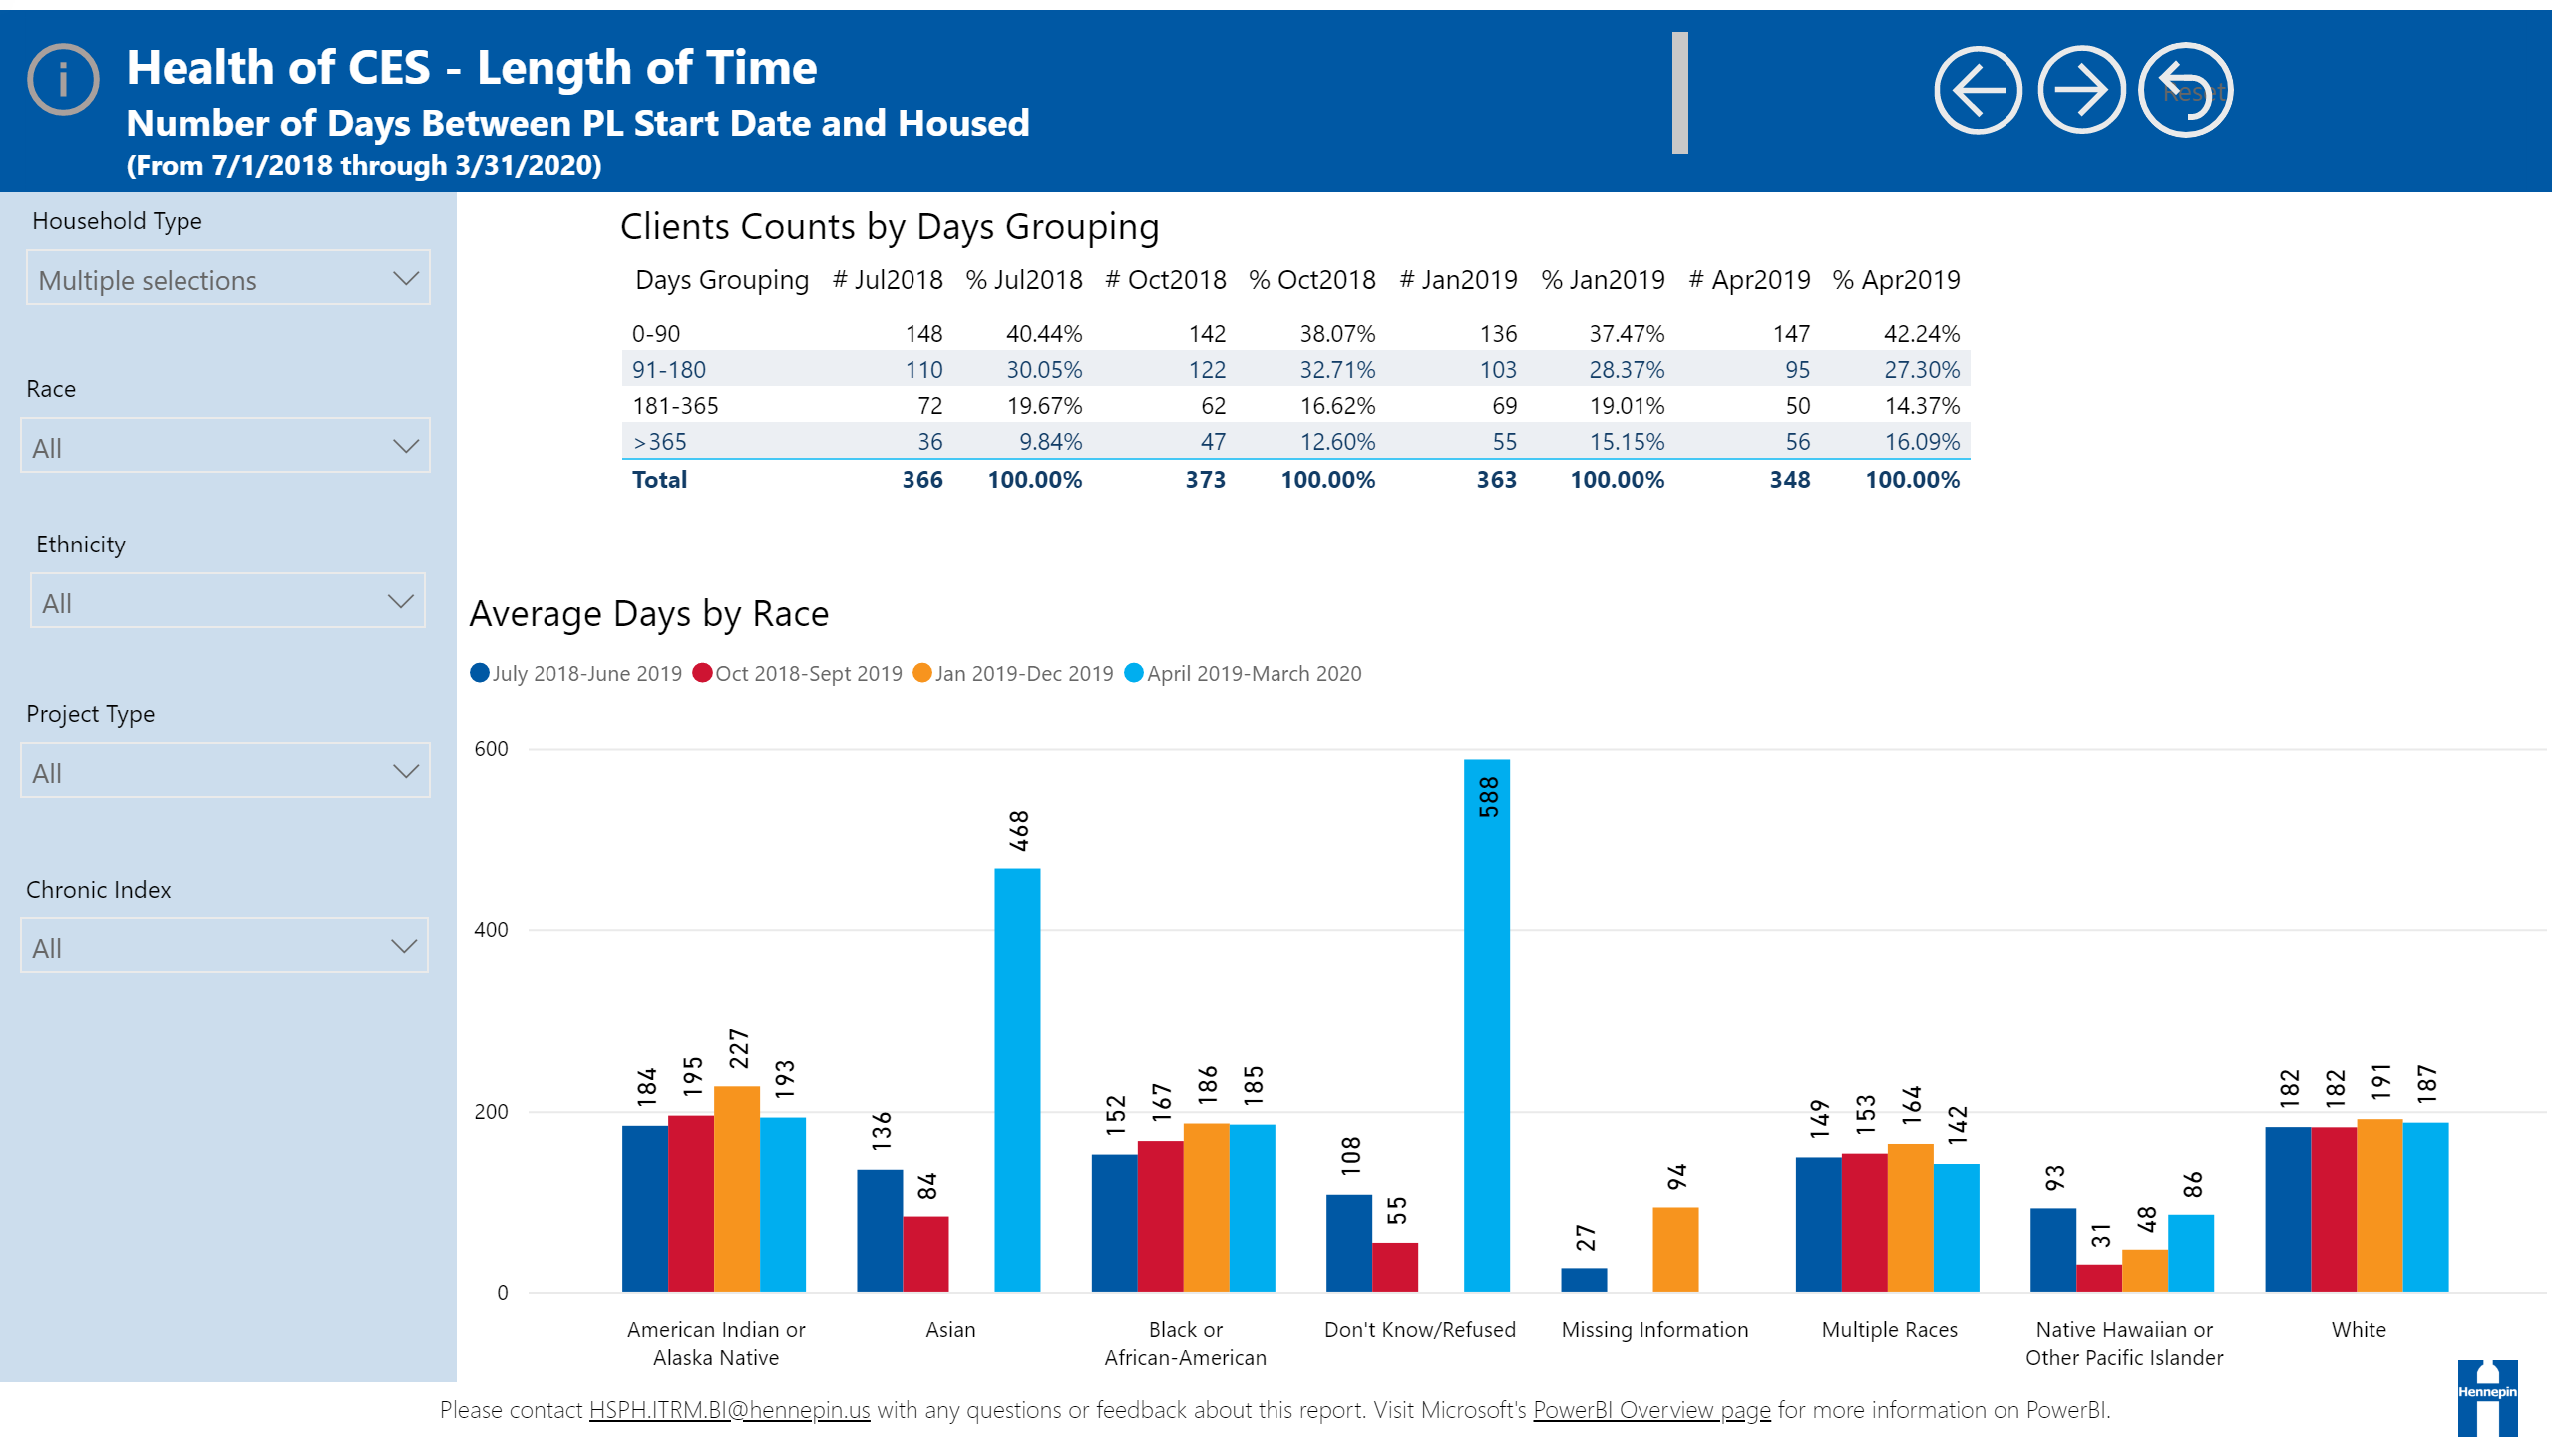 Health of CES - Length of Time
Number of Days Between PL Start Date and Housed
(From 7/1/2018 through 3/31/2020)
Reset
Household Type
Multiple selections
Race
All
Ethnicity
All
Project Type
All
Chronic Index
All
Clients Counts by Days Grouping
Days Grouping # Jul2018 % Jul2018 # Oct2018 % Oct2018 # Jan2019 % Jan2019 # Apr2019 % Apr2019
0-90 148 40.44% 142 38.07% 136 37.47% 147 42.24%
91-180 110 30.05% 122 32.71% 103 28.37% 95 27.30%
181-365 72 19.67% 62 16.62% 69 19.01% 50 14.37%
>365 36 9.84% 47 12.60% 55 15.15% 56 16.09%
Total 366 100.00% 373 100.00% 363 100.00% 348 100.00%
Average Days by Race
July 2018-June 2019 Oct 2018-Sept 2019 Jan 2019-Dec 2019 April 2019-March 2020
600
400
200
0
184 195 227 193
136 84 468
152 167 186 185
108 55 588
27 94
149 153 164 142
93 31 48 86
182 182 191 187
American Indian or
Alaska Native
Asian
Black or
African-American
Don't Know/Refused
Missing Information
Multiple Races
Native Hawaiian or
Other Pacific Islander
White
Hennepin
Please contact HSPH.ITRM.BI@hennepin.us with any questions or feedback about this report. Visit Microsoft's PowerBI Overview page for more information on PowerBI.